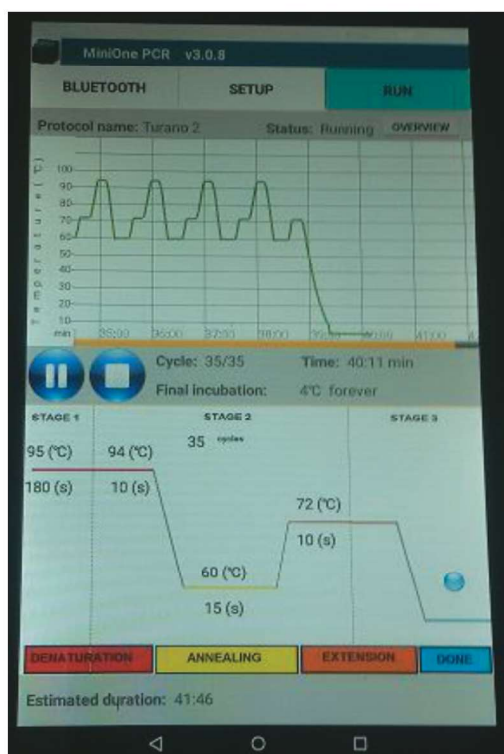 MiniOne PCR v3.0.8
BLUETOOTH SETUP RUN
Protocol name: Turano 2 Status: Running OVERVIEW
Temperature (°C)
100
90
80
70
60
50
40
30
20
10
min 35:00 36:00 37:00 38:00 41:00
Cycle: 35/35 Time: 40:11 min
Final incubation: 4°C forever
STAGE 1 STAGE 2 STAGE 3
35 cycles
95 (°C) 94 (°C)
180 (s) 10 (s)
72 (°C)
10 (s)
60 (°C)
15 (s)
DENATURATION ANNEALING EXTENSION DONE
Estimated duration: 41:46